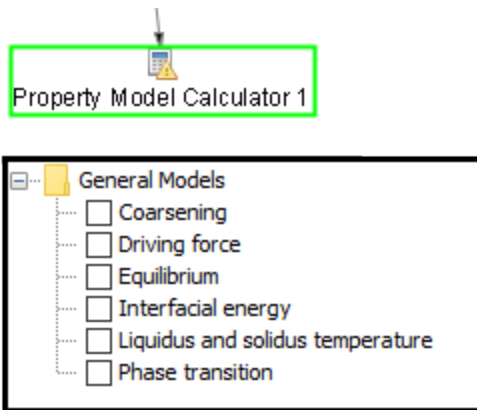 Property Model Calculator 1
General Models
Coarsening
Driving force
Equilibrium
Interfacial energy
Liquidus and solidus temperature
Phase transition